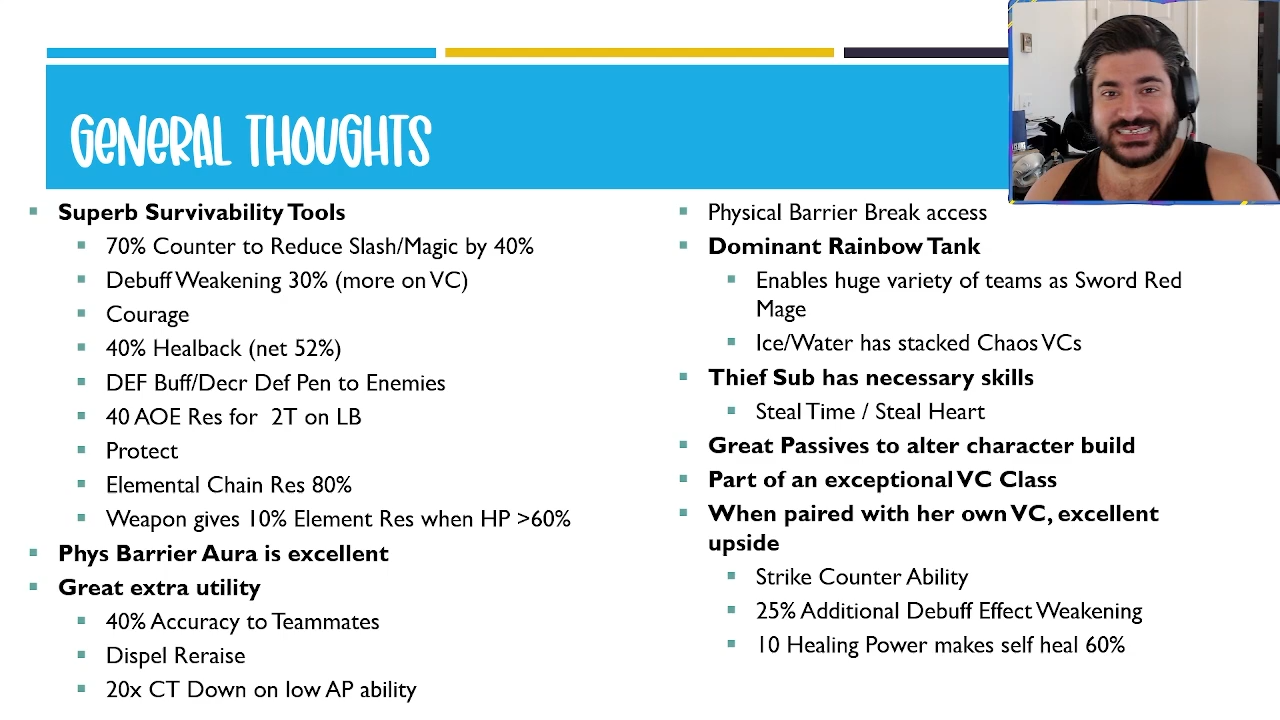 GENERAL THOUGHTS
Superb Survivability Tools
70% Counter to Reduce Slash/Magic by 40%
Debuff Weakening 30% (more on VC)
Courage
40% Healback (net 52%)
DEF Buff/Decr Def Pen to Enemies
40 AOE Res for 2T on LB
Protect
Elemental Chain Res 80%
Weapon gives 10% Element Res when HP >60%
Phys Barrier Aura is excellent
Great extra utility
40% Accuracy to Teammates
Dispel Reraise
20x CT Down on low AP ability
Physical Barrier Break access
Dominant Rainbow Tank
Enables huge variety of teams as Sword Red
Mage
Ice/Water has stacked Chaos VCs
Thief Sub has necessary skills
Steal Time / Steal Heart
Great Passives to alter character build
Part of an exceptional VC Class
When paired with her own VC, excellent
upside
Strike Counter Ability
25% Additional Debuff Effect Weakening
10 Healing Power makes self heal 60%